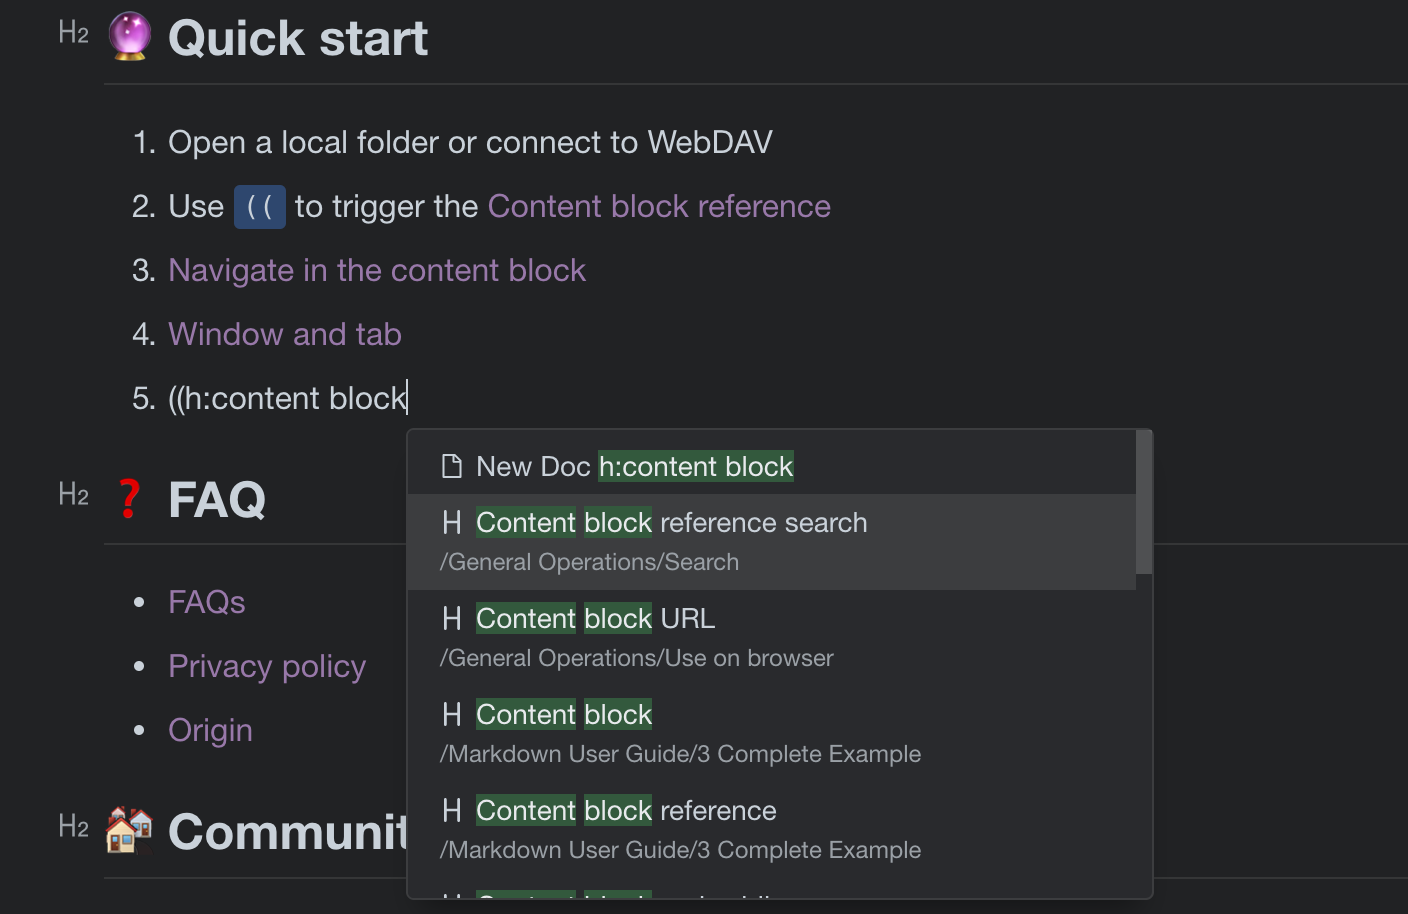 H2 Quick start
1. Open a local folder or connect to WebDAV
2. Use (( to trigger the Content block reference
3. Navigate in the content block
4. Window and tab
5. ((h:content block
New Doc h:content block
H Content block reference search
/General Operations/Search
H Content block URL
/General Operations/Use on browser
H Content block
/Markdown User Guide/3 Complete Example
H Content block reference
/Markdown User Guide/3 Complete Example
H2 FAQ
• FAQs
• Privacy policy
• Origin
H2 Communit